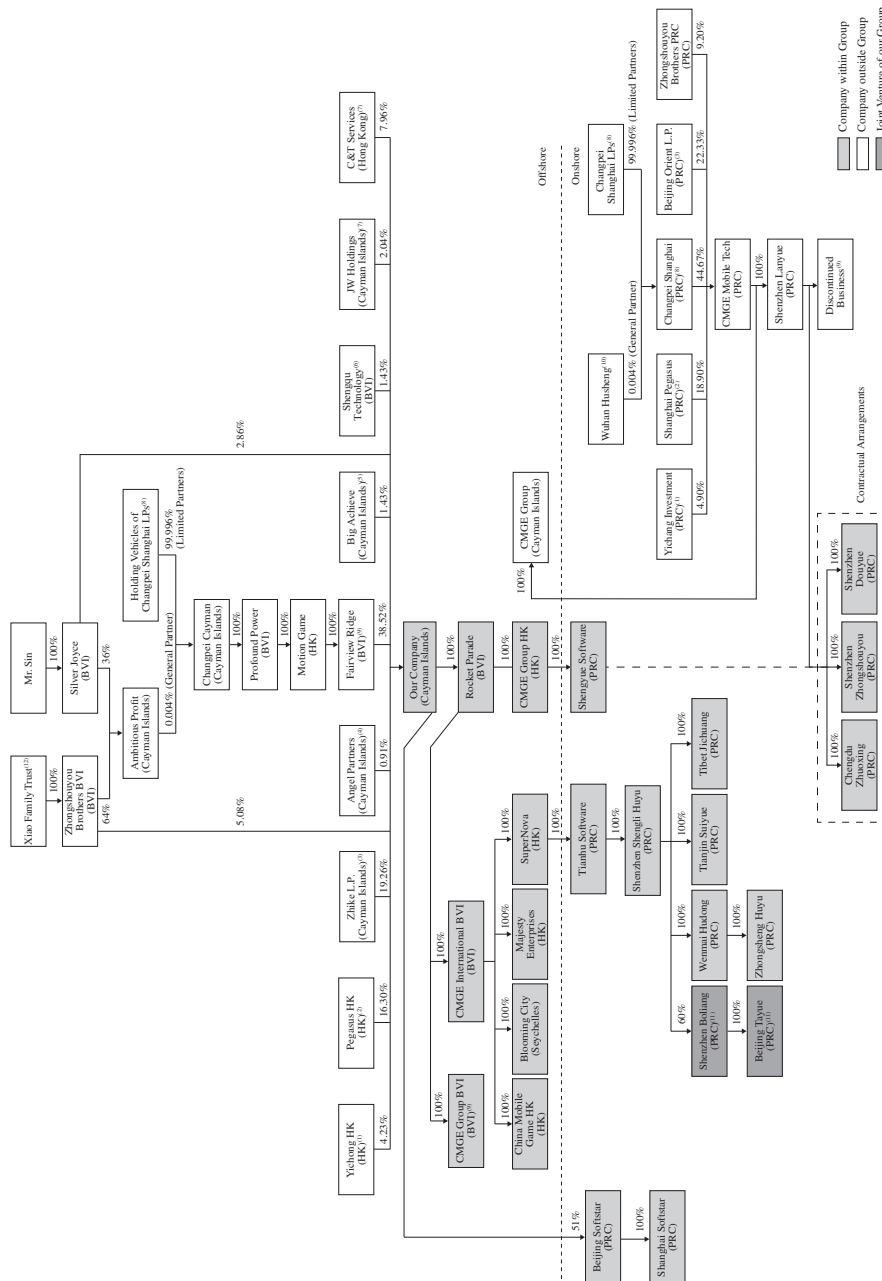 Xiao Family Trust(12)
Mr. Sin
100%
100%
Zhongshouyou
Brothers BVI
(BVI)
Silver Joyce
(BVI)
64%
36%
Ambitious Profit
(Cayman Islands)
Holding Vehicles of
Changpei Shanghai LPs(8)
0.004% (General Partner)
99.996%
(Limited Partners)
Changpei Cayman
(Cayman Islands)
100%
Profound Power
(BVI)
100%
Motion Game
(HK)
100%
5.08%
2.86%
Yichong HK
(HK)(1)
Pegasus HK
(HK)(2)
Zhike L.P.
(Cayman Islands)(3)
Angel Partners
(Cayman Islands)(4)
Fairview Ridge
(BVI)(9)
Big Achieve
(Cayman Islands)(5)
Shengqu
Technology(6)
(BVI)
JW Holdings
(Cayman Islands)(7)
C&T Services
(Hong Kong)(7)
4.23%
16.30%
19.26%
0.91%
38.52%
1.43%
1.43%
2.04%
7.96%
Our Company
(Cayman Islands)
100%
Rocket Parade
(BVI)
100%
100%
100%
CMGE Group BVI
(BVI)(9)
CMGE International BVI
(BVI)
CMGE Group HK
(HK)
100%
100%
100%
100%
100%
China Mobile
Game HK
(HK)
Blooming City
(Seychelles)
Majesty
Enterprises
(HK)
SuperNova
(HK)
100%
CMGE Group
(Cayman Islands)
100%
Offshore
Onshore
51%
Beijing Softstar
(PRC)
100%
Shanghai Softstar
(PRC)
Tianhu Software
(PRC)
100%
Shenzhen Shengli Huyu
(PRC)
60%
100%
100%
100%
Shenzhen Boliang
(PRC)(11)
Wenmai Hudong
(PRC)
Tianjin Suiyue
(PRC)
Tibet Jichuang
(PRC)
100%
100%
Beijing Tayue
(PRC)(11)
Zhongsheng Huyu
(PRC)
Shengyue Software
(PRC)
Wuhan Husheng(10)
Changpei
Shanghai LPs(8)
0.004% (General Partner)
99.996% (Limited Partners)
Yichang Investment
(PRC)(1)
Shanghai Pegasus
(PRC)(2)
Changpei Shanghai
(PRC)(8)
Beijing Orient L.P.
(PRC)(3)
Zhongshouyou
Brothers PRC
(PRC)
4.90%
18.90%
44.67%
22.33%
9.20%
CMGE Mobile Tech
(PRC)
100%
Shenzhen Lanyue
(PRC)
Discontinued
Business(9)
100%
100%
100%
Chengdu
Zhuoxing
(PRC)
Shenzhen
Zhongshouyou
(PRC)
Shenzhen
Douyue
(PRC)
Contractual Arrangements
Company within Group
Company outside Group
Joint Venture of our Group